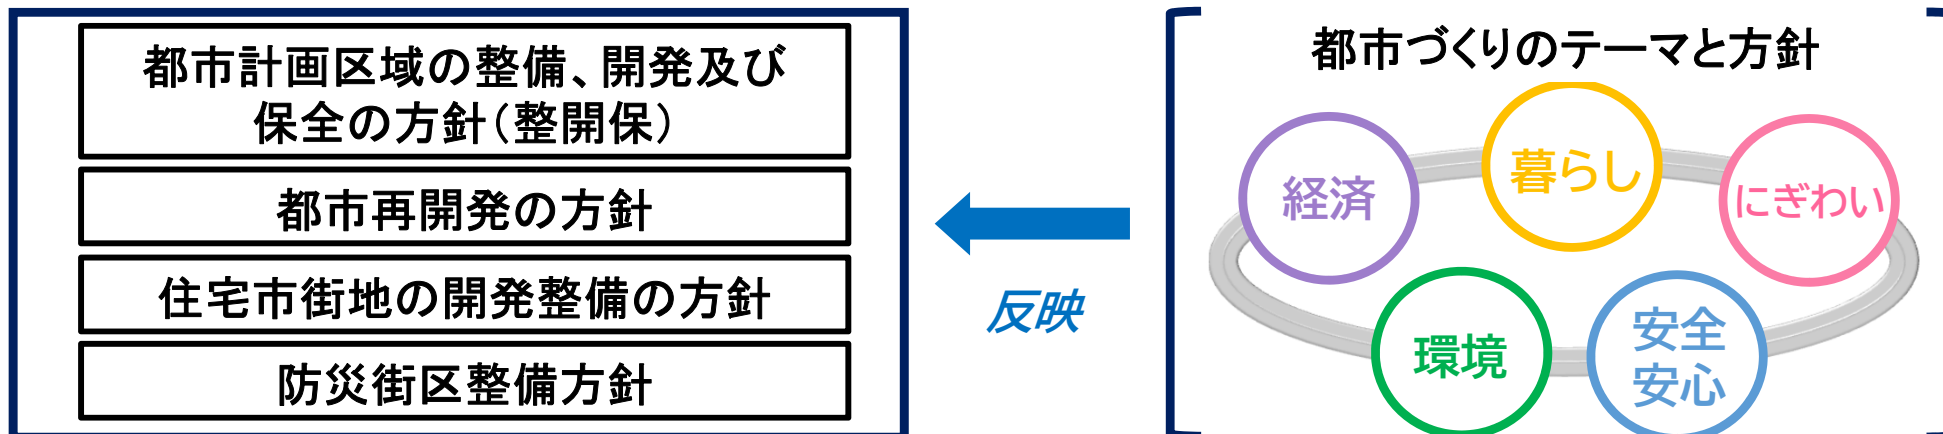 都市計画区域の整備、開発及び
保全の方針（整開保）
都市再開発の方針
住宅市街地の開発整備の方針
防災街区整備方針
反映
都市づくりのテーマと方針
経済
暮らし
にぎわい
環境
安全
安心